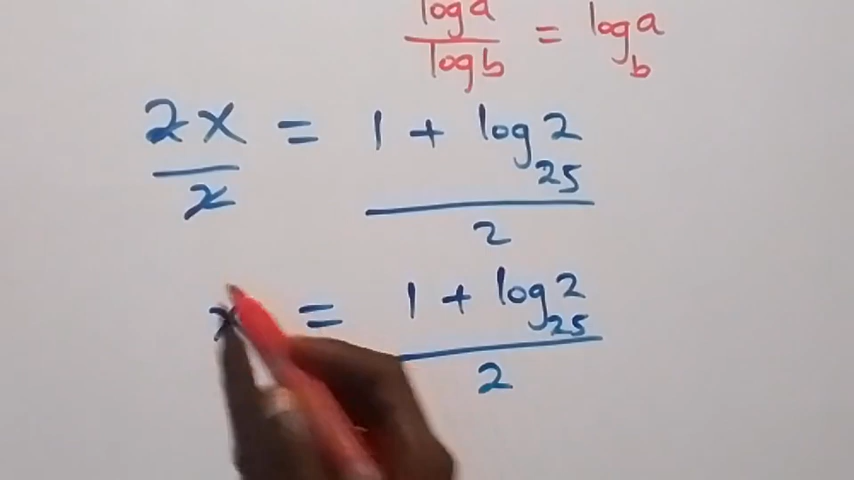 log a / log b = log_b a
2x / 2 = (1 + log_25 2) / 2
x = (1 + log_25 2) / 2